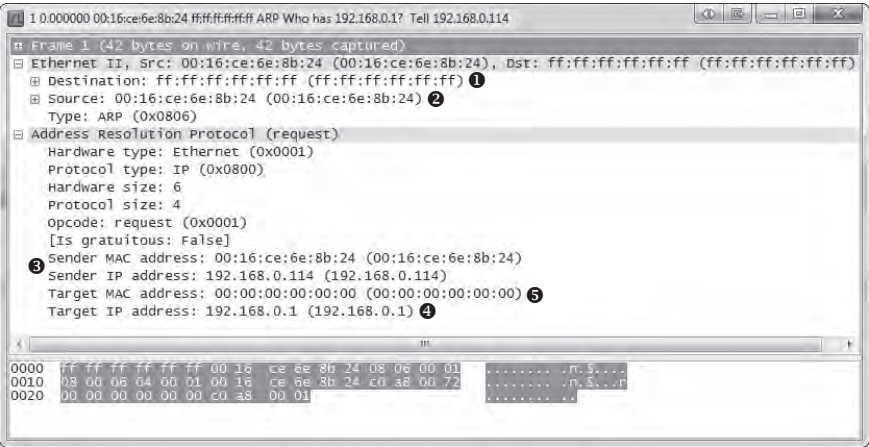 1 0.000000 00:16:ce:6e:8b:24 ff:ff:ff:ff:ff:ff ARP Who has 192.168.0.1? Tell 192.168.0.114
Frame 1 (42 bytes on wire, 42 bytes captured)
Ethernet II, Src: 00:16:ce:6e:8b:24 (00:16:ce:6e:8b:24), Dst: ff:ff:ff:ff:ff:ff (ff:ff:ff:ff:ff:ff)
Destination: ff:ff:ff:ff:ff:ff (ff:ff:ff:ff:ff:ff) ❶
Source: 00:16:ce:6e:8b:24 (00:16:ce:6e:8b:24) ❷
Type: ARP (0x0806)
Address Resolution Protocol (request)
Hardware type: Ethernet (0x0001)
Protocol type: IP (0x0800)
Hardware size: 6
Protocol size: 4
Opcode: request (0x0001)
[Is gratuitous: False]
❸ Sender MAC address: 00:16:ce:6e:8b:24 (00:16:ce:6e:8b:24)
Sender IP address: 192.168.0.114 (192.168.0.114)
Target MAC address: 00:00:00:00:00:00 (00:00:00:00:00:00) ❺
Target IP address: 192.168.0.1 (192.168.0.1) ❹
0000 ff ff ff ff ff ff 00 16 ce 6e 8b 24 08 06 00 01 ........ .n.$....
0010 08 00 06 04 00 01 00 16 ce 6e 8b 24 c0 a8 00 72 ........ .n.$...r
0020 00 00 00 00 00 00 c0 a8 00 01 ........ ..